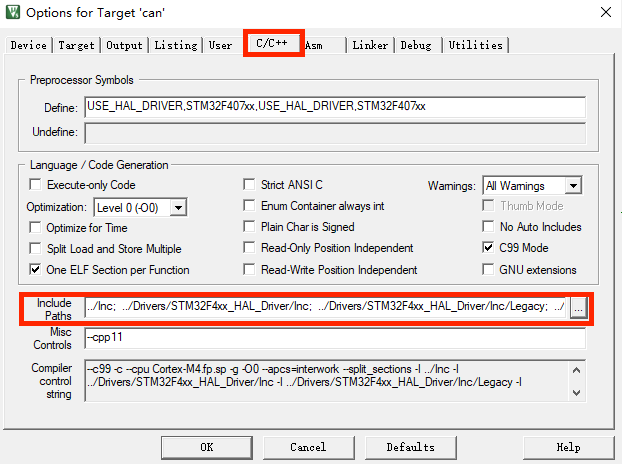 Options for Target 'can'
Device Target Output Listing User C/C++ Asm Linker Debug Utilities
Preprocessor Symbols
Define: USE_HAL_DRIVER,STM32F407xx,USE_HAL_DRIVER,STM32F407xx
Undefine:
Language / Code Generation
Execute-only Code Strict ANSI C Warnings: All Warnings
Optimization: Level 0 (-O0) Enum Container always int Thumb Mode
Optimize for Time Plain Char is Signed No Auto Includes
Split Load and Store Multiple Read-Only Position Independent C99 Mode
One ELF Section per Function Read-Write Position Independent GNU extensions
Include Paths ../Inc; ../Drivers/STM32F4xx_HAL_Driver/Inc; ../Drivers/STM32F4xx_HAL_Driver/Inc/Legacy; ../ ...
Misc Controls --cpp11
Compiler control string --c99 -c --cpu Cortex-M4.fp.sp -g -O0 --apcs=interwork --split_sections -I ../Inc -I
../Drivers/STM32F4xx_HAL_Driver/Inc -I ../Drivers/STM32F4xx_HAL_Driver/Inc/Legacy -I
OK Cancel Defaults Help